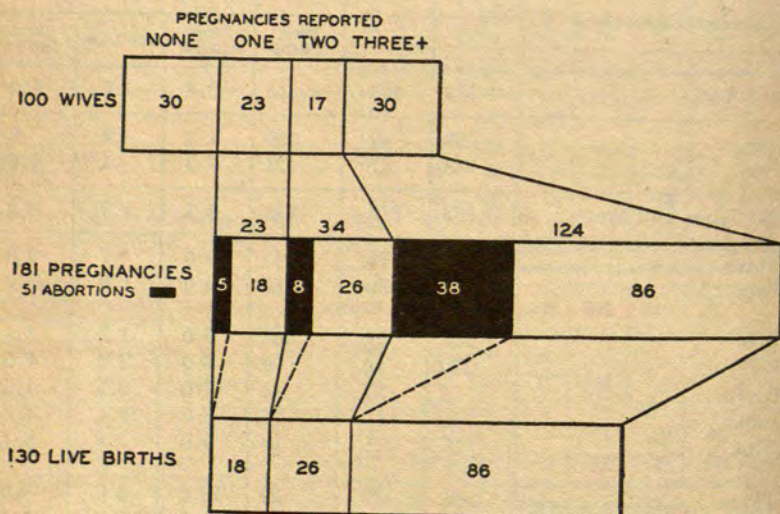 PREGNANCIES REPORTED
NONE ONE TWO THREE+
100 WIVES 30 23 17 30
23 34 124
181 PREGNANCIES 5 18 8 26 38 86
51 ABORTIONS
130 LIVE BIRTHS 18 26 86